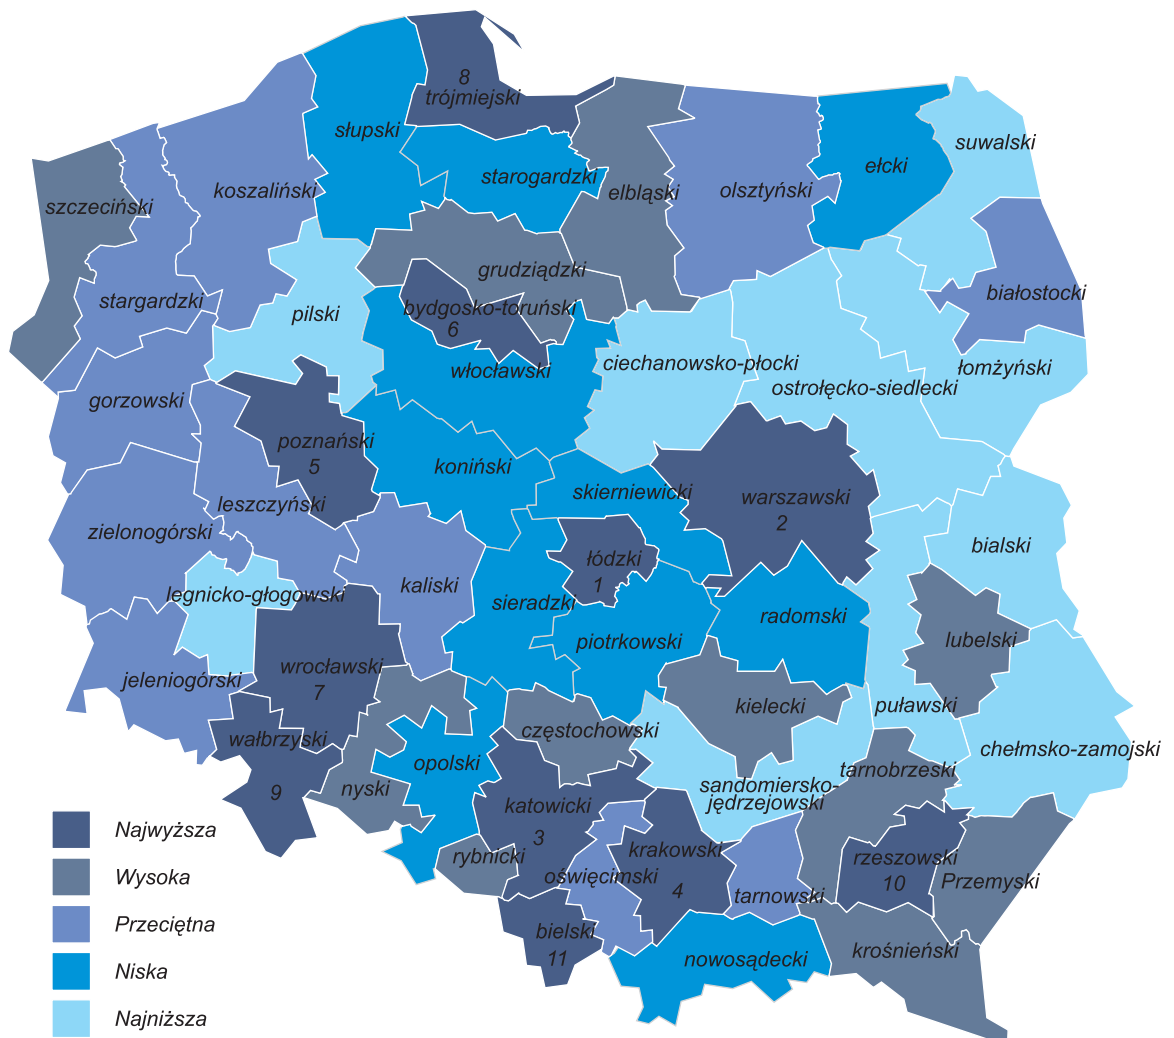 8
trójmiejski
słupski
suwalski
ełcki
starogardzki
koszaliński
elbląski
olsztyński
szczeciński
grudziądzki
białostocki
stargardzki
bydgosko-toruński
6
pilski
ciechanowsko-płocki
łomżyński
włocławski
ostrołęcko-siedlecki
gorzowski
poznański
5
koniński
skierniewicki
warszawski
2
leszczyński
zielonogórski
bialski
łódzki
1
kaliski
legnicko-głogowski
sieradzki
radomski
piotrkowski
lubelski
wrocławski
7
jeleniogórski
kielecki
puławski
częstochowski
wałbrzyski
9
chełmsko-zamojski
opolski
tarnobrzeski
nyski
sandomiersko-
jędrzejowski
katowicki
3
rybnicki
krakowski
4
rzeszowski
10
oświęcimski
tarnowski
Przemyski
bielski
11
nowosądecki
krośnieński
Najwyższa
Wysoka
Przeciętna
Niska
Najniższa